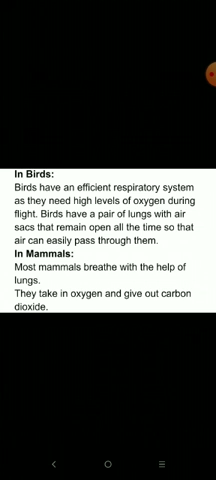 In Birds:
Birds have an efficient respiratory system
as they need high levels of oxygen during
flight. Birds have a pair of lungs with air
sacs that remain open all the time so that
air can easily pass through them.
In Mammals:
Most mammals breathe with the help of
lungs.
They take in oxygen and give out carbon
dioxide.